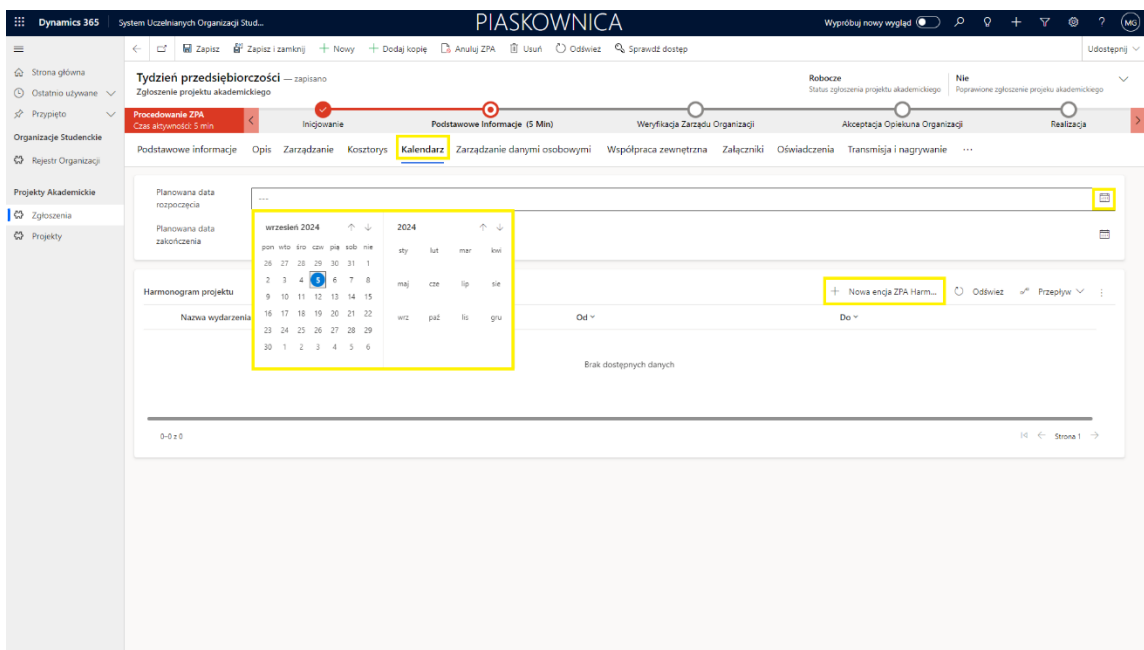 Dynamics 365 System Uczelnianych Organizacji Stud... PIASKOWNICA Wypróbuj nowy wygląd MG
Zapisz Zapisz i zamknij Nowy Dodaj kopię Anuluj ZPA Usuń Odśwież Sprawdź dostęp Udostępnij
Strona główna
Ostatnio używane
Przypięto
Organizacje Studenckie
Rejestr Organizacji
Projekty Akademickie
Zgłoszenia
Projekty
Tydzień przedsiębiorczości — zapisano
Zgłoszenie projektu akademickiego
Robocze
Status zgłoszenia projektu akademickiego
Nie
Poprawione zgłoszenie projeku akademickiego
Procedowanie ZPA
Czas aktywności: 5 min
Inicjowanie Podstawowe Informacje (5 Min) Weryfikacja Zarządu Organizacji Akceptacja Opiekuna Organizacji Realizacja
Podstawowe informacje Opis Zarządzanie Kosztorys Kalendarz Zarządzanie danymi osobowymi Współpraca zewnętrzna Załączniki Oświadczenia Transmisja i nagrywanie ...
Planowana data
rozpoczęcia
---
Planowana data
zakończenia
wrzesień 2024 2024
pon wto śro czw pią sob nie
26 27 28 29 30 31 1
2 3 4 5 6 7 8
9 10 11 12 13 14 15
16 17 18 19 20 21 22
23 24 25 26 27 28 29
30 1 2 3 4 5 6
sty lut mar kwi
maj cze lip sie
wrz paź lis gru
Harmonogram projektu Nowa encja ZPA Harm... Odśwież Przepływ
Nazwa wydarzenia Od Do
Brak dostępnych danych
0-0 z 0 Strona 1